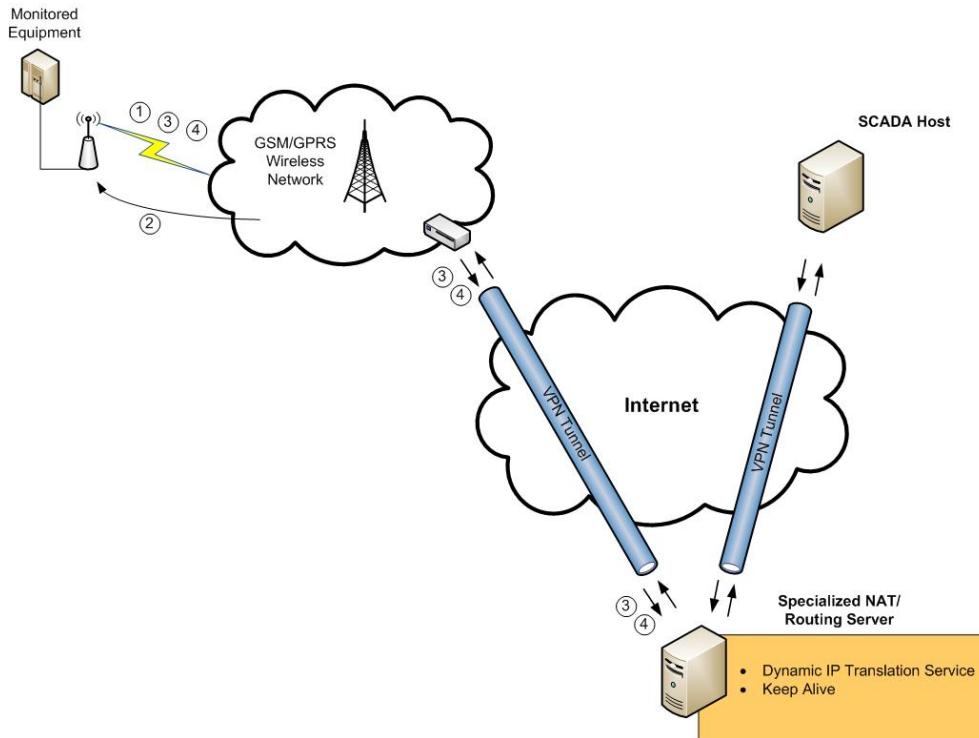 Monitored
Equipment
① ③ ④
GSM/GPRS
Wireless
Network
②
SCADA Host
③
④
VPN Tunnel
Internet
VPN Tunnel
③
④
Specialized NAT/
Routing Server
• Dynamic IP Translation Service
• Keep Alive